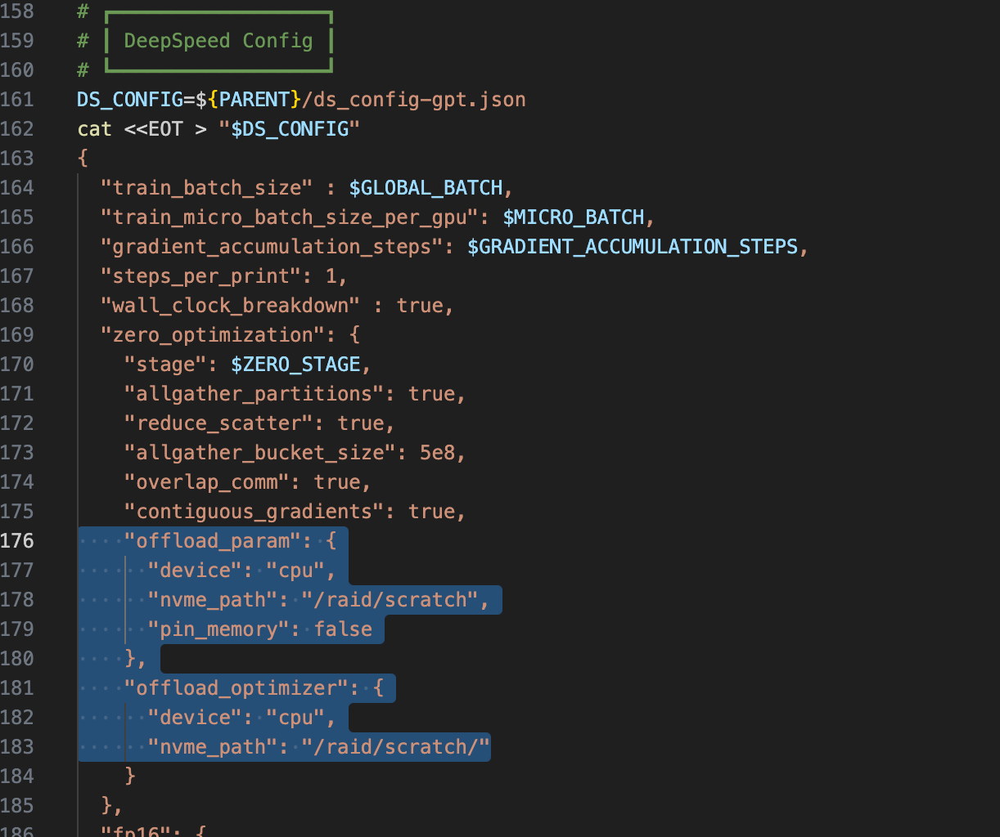 158 # ┏━━━━━━━━━━━━━━━━━━┓
159 # ┃ DeepSpeed Config ┃
160 # ┗━━━━━━━━━━━━━━━━━━┛
161 DS_CONFIG=${PARENT}/ds_config-gpt.json
162 cat <<EOT > "$DS_CONFIG"
163 {
164   "train_batch_size" : $GLOBAL_BATCH,
165   "train_micro_batch_size_per_gpu": $MICRO_BATCH,
166   "gradient_accumulation_steps": $GRADIENT_ACCUMULATION_STEPS,
167   "steps_per_print": 1,
168   "wall_clock_breakdown" : true,
169   "zero_optimization": {
170     "stage": $ZERO_STAGE,
171     "allgather_partitions": true,
172     "reduce_scatter": true,
173     "allgather_bucket_size": 5e8,
174     "overlap_comm": true,
175     "contiguous_gradients": true,
176     "offload_param": {
177       "device": "cpu",
178       "nvme_path": "/raid/scratch",
179       "pin_memory": false
180     },
181     "offload_optimizer": {
182       "device": "cpu",
183       "nvme_path": "/raid/scratch/"
184     }
185   },
186   "fp16": {